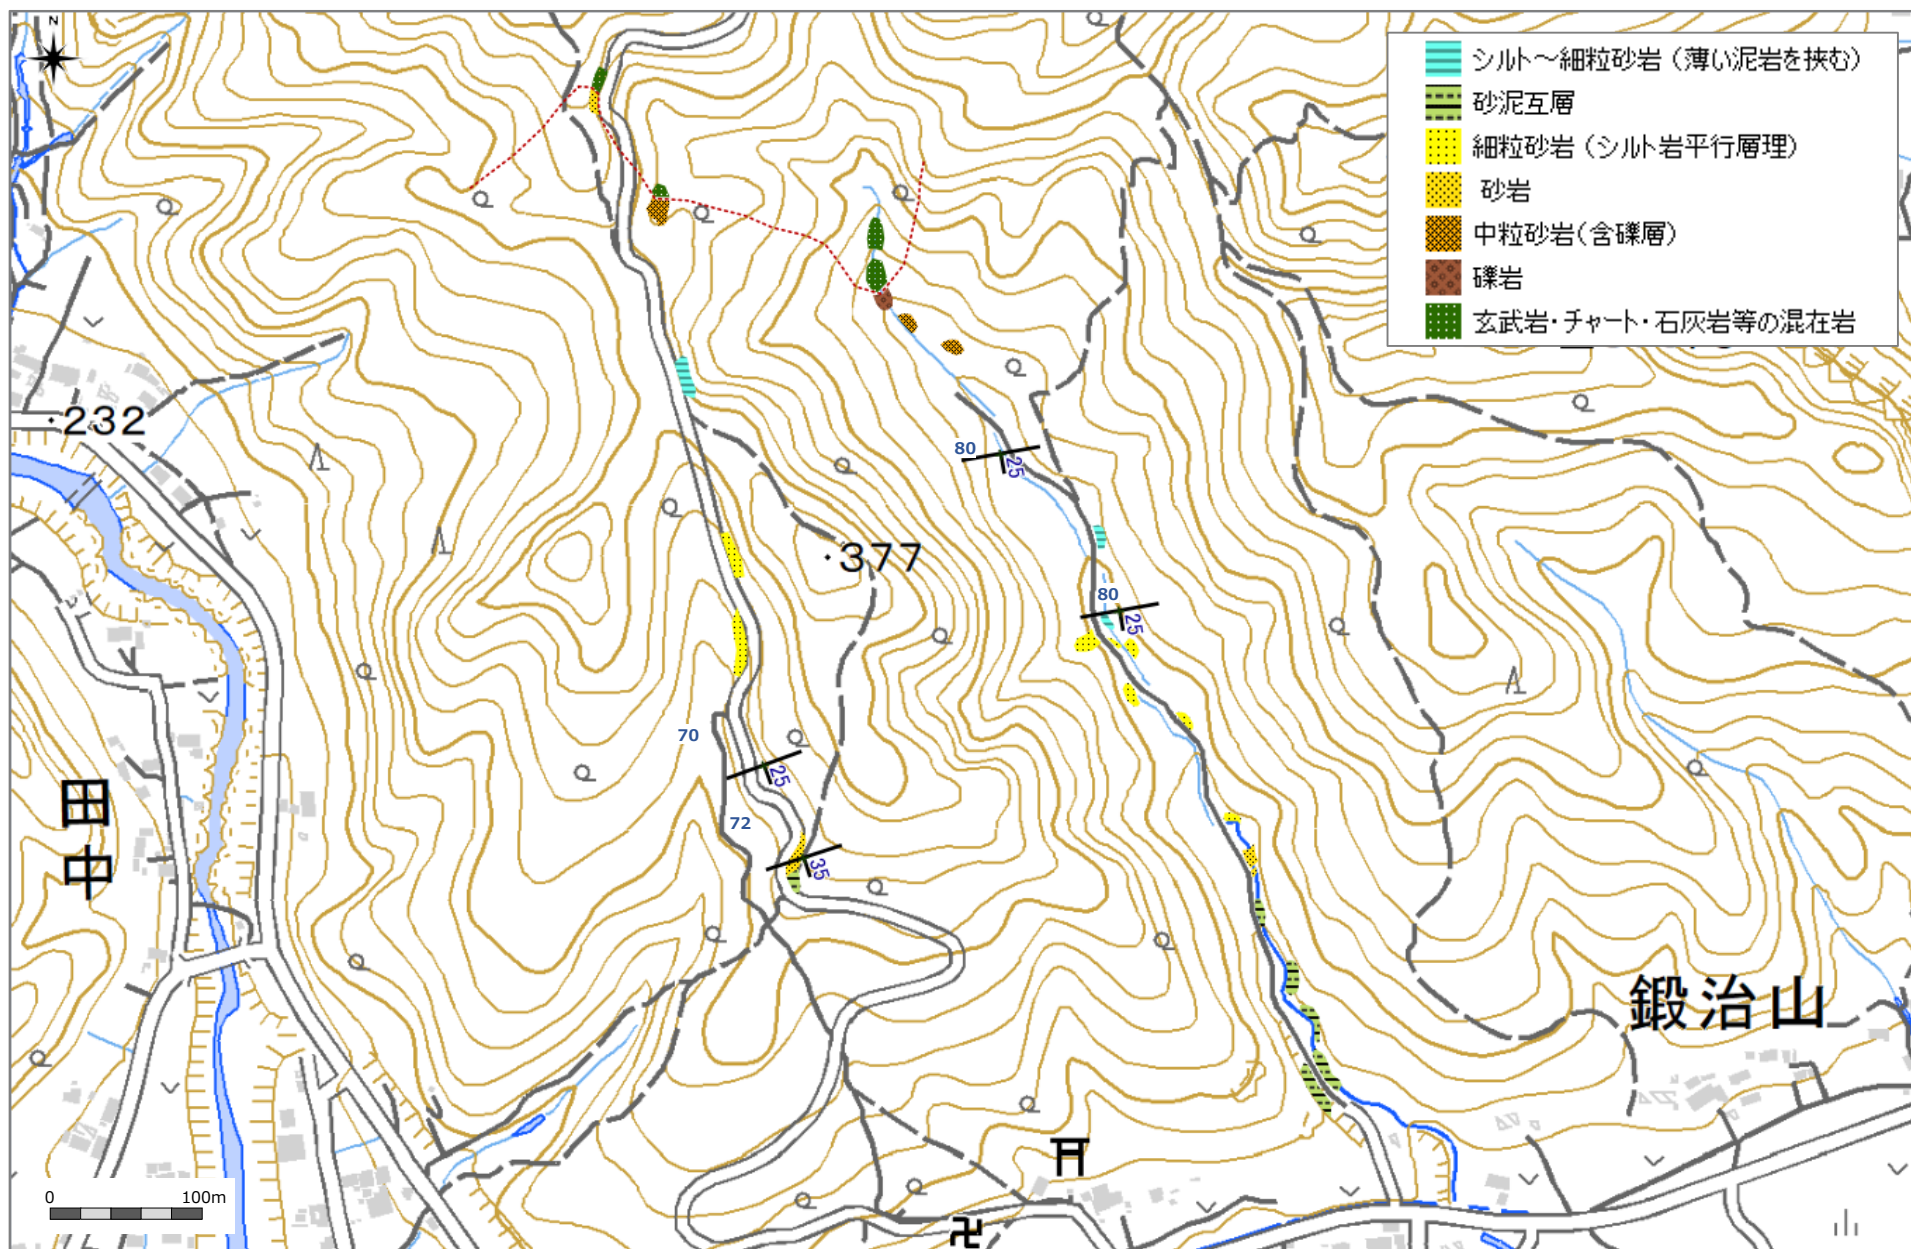 N
シルト～細粒砂岩（薄い泥岩を挟む）
砂泥互層
細粒砂岩（シルト岩平行層理）
砂岩
中粒砂岩（含礫層）
礫岩
玄武岩・チャート・石灰岩等の混在岩
・232
80
25
・377
80
25
70
25
72
35
田中
鍛治山
0 100m